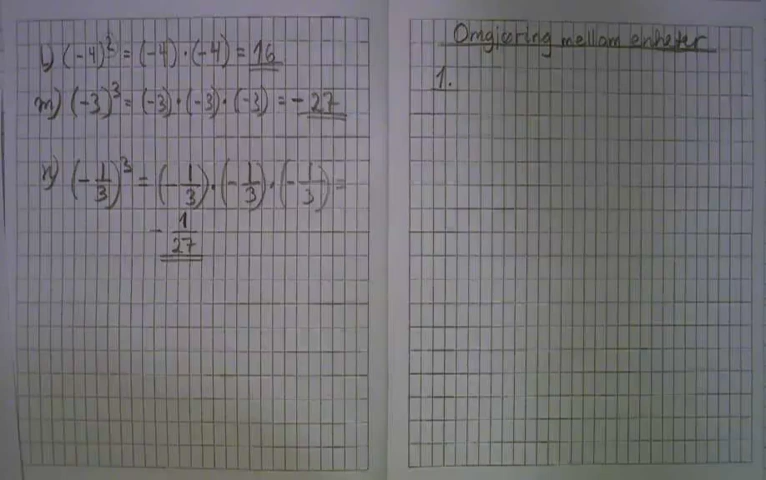 l) (-4)² = (-4)·(-4) = 16
m) (-3)³ = (-3)·(-3)·(-3) = -27
n) (-1/3)³ = (-1/3)·(-1/3)·(-1/3) =
-1/27
Omgjøring mellom enheter
1.